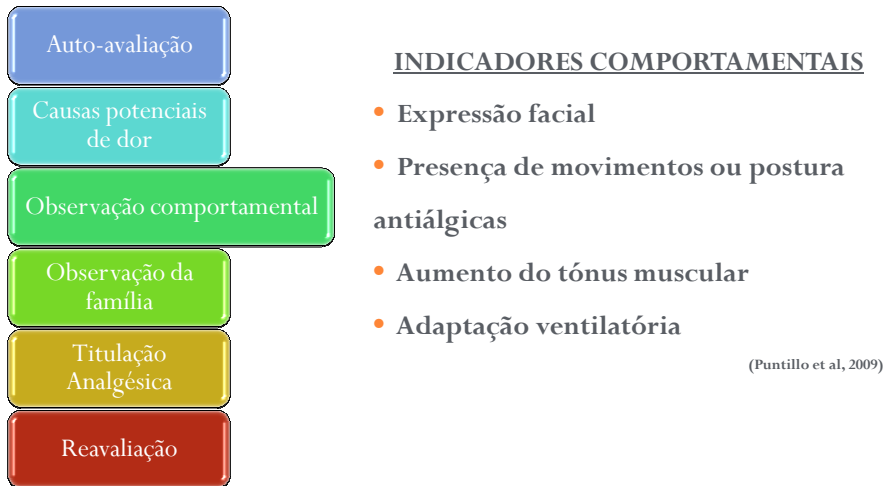 Auto-avaliação
Causas potenciais
de dor
Observação comportamental
Observação da
família
Titulação
Analgésica
Reavaliação
INDICADORES COMPORTAMENTAIS
• Expressão facial
• Presença de movimentos ou postura
antiálgicas
• Aumento do tónus muscular
• Adaptação ventilatória
(Puntillo et al, 2009)